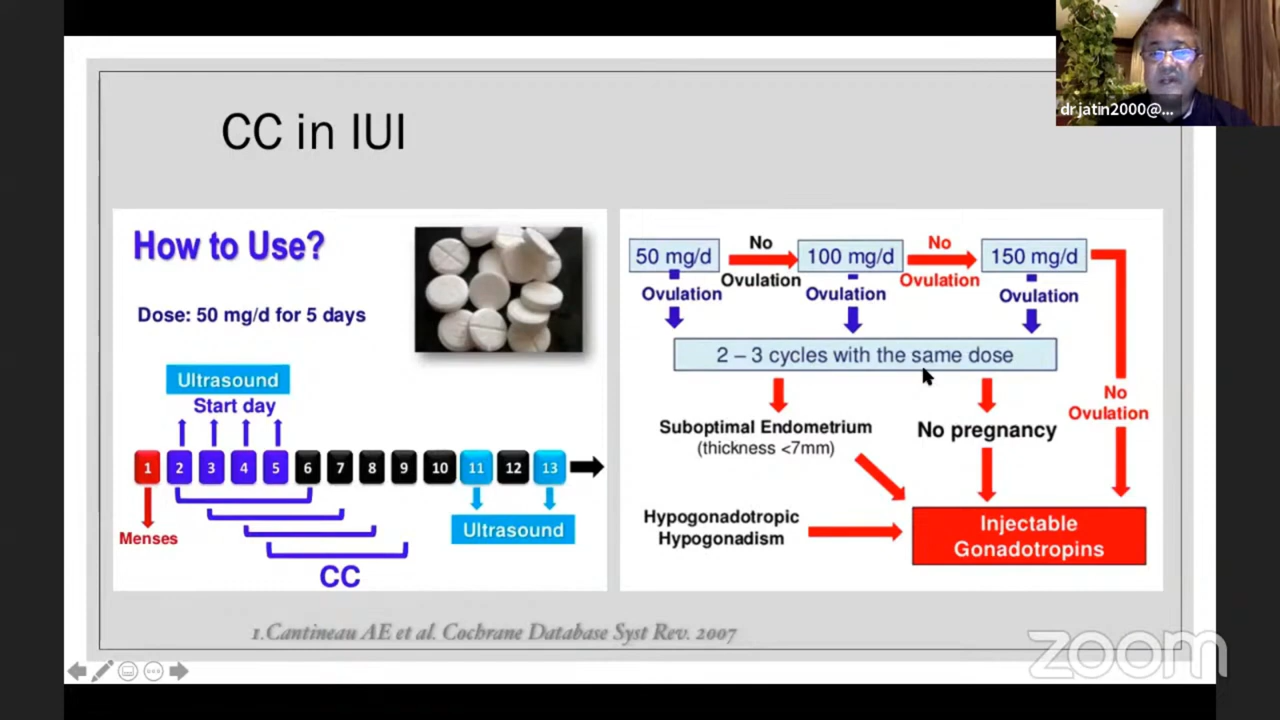 dr.jatin2000@...
CC in IUI
How to Use?
Dose: 50 mg/d for 5 days
Ultrasound
Start day
1 2 3 4 5 6 7 8 9 10 11 12 13
Menses
Ultrasound
CC
50 mg/d
No
Ovulation
100 mg/d
No
Ovulation
150 mg/d
Ovulation
Ovulation
Ovulation
2 – 3 cycles with the same dose
No
Ovulation
Suboptimal Endometrium
(thickness <7mm)
No pregnancy
Hypogonadotropic
Hypogonadism
Injectable
Gonadotropins
1.Cantineau AE et al. Cochrane Database Syst Rev. 2007
zoom